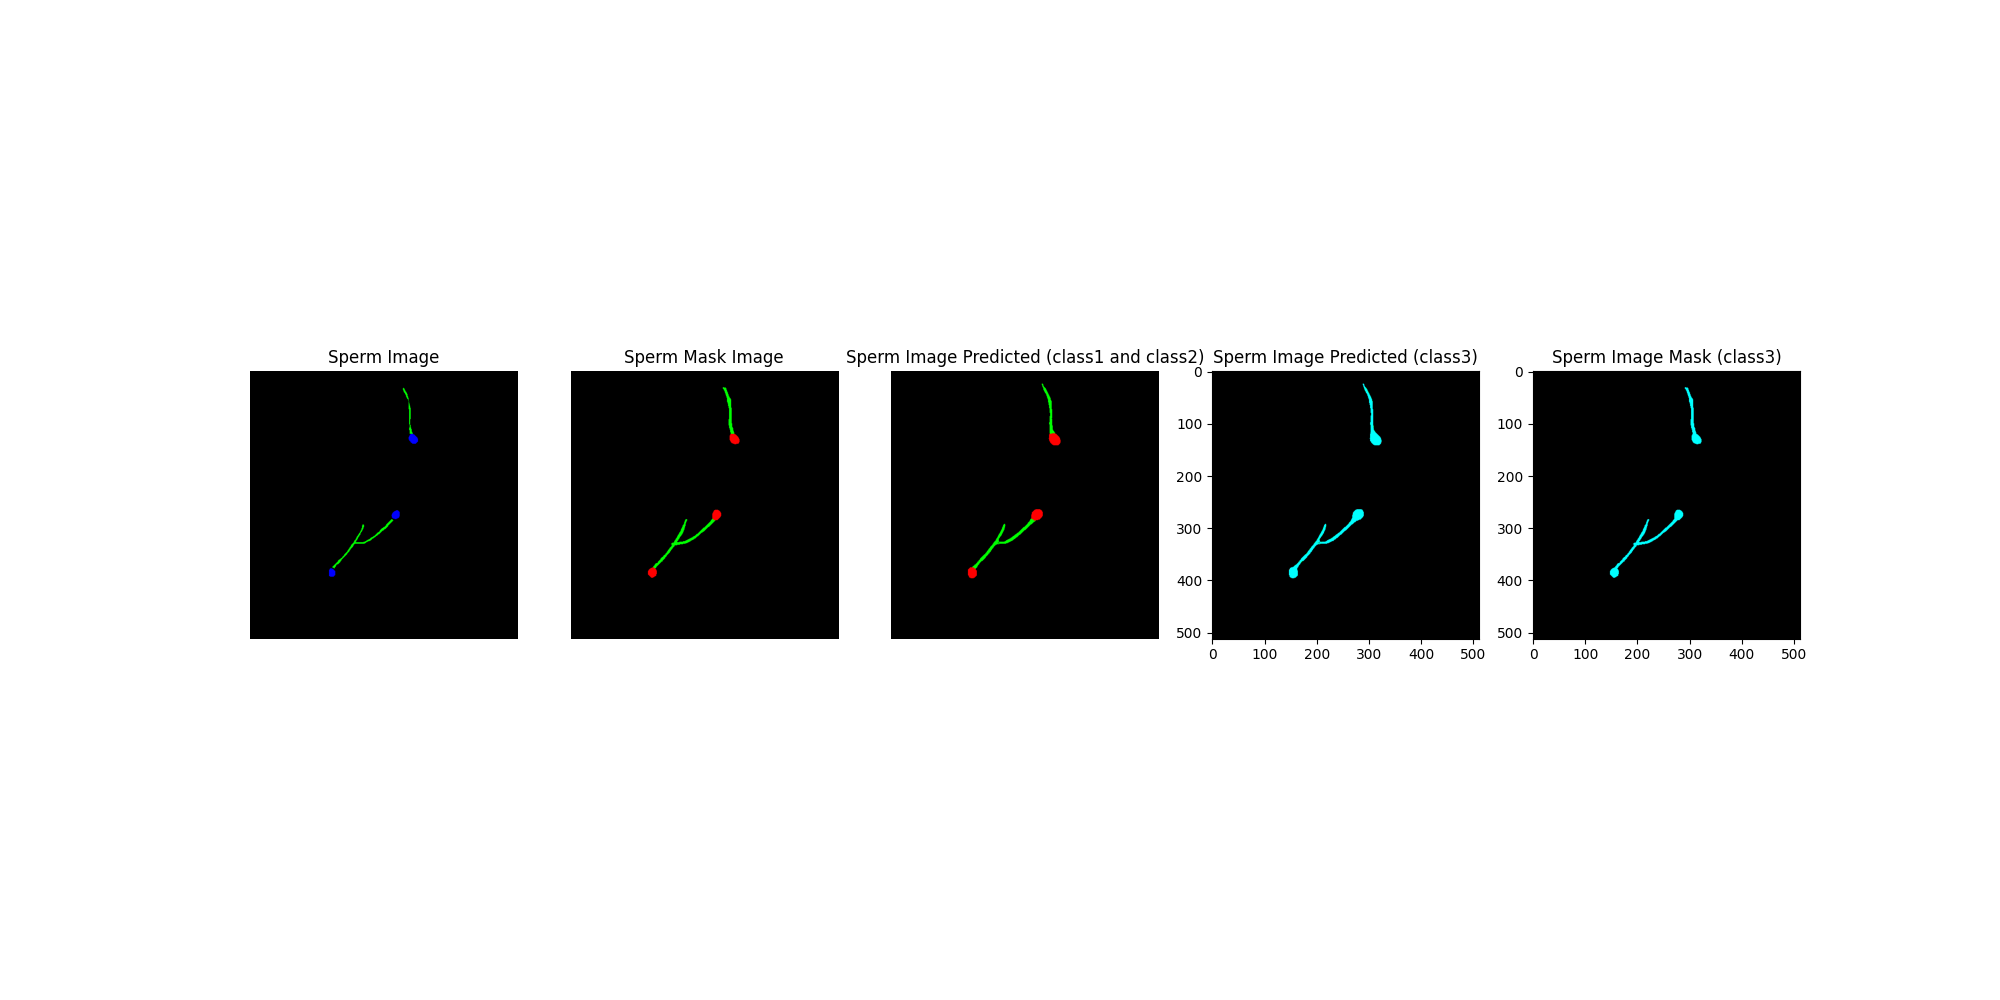 Sperm Image
Sperm Mask Image
Sperm Image Predicted (class1 and class2)
Sperm Image Predicted (class3)
Sperm Image Mask (class3)
0
100
200
300
400
500
0 100 200 300 400 500
0
100
200
300
400
500
0 100 200 300 400 500